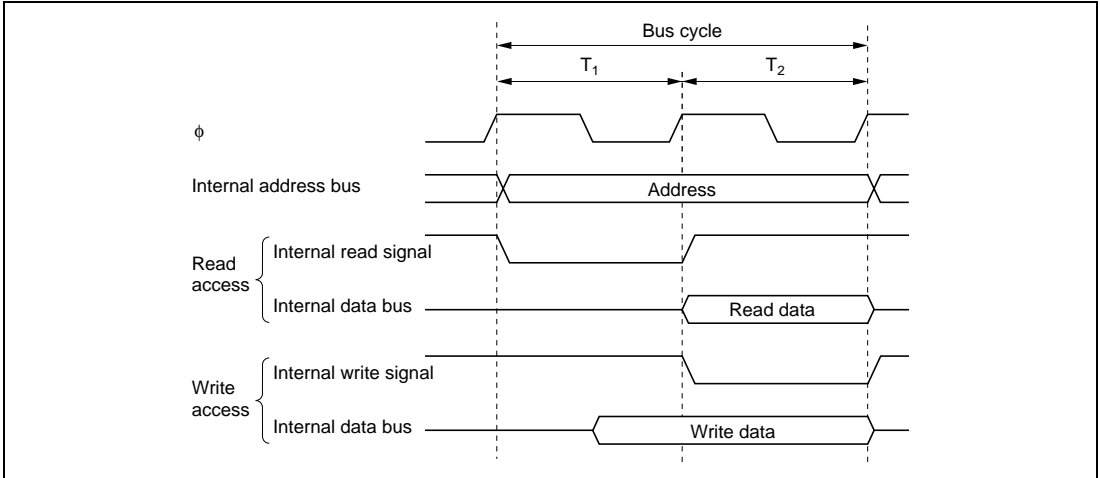 Bus cycle
T₁ T₂
ϕ
Internal address bus Address
Read access Internal read signal
Internal data bus Read data
Write access Internal write signal
Internal data bus Write data